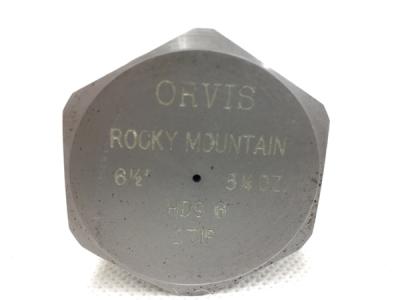 ORVIS
ROCKY MOUNTAIN
6½' 3⅛ OZ.
HDG 6